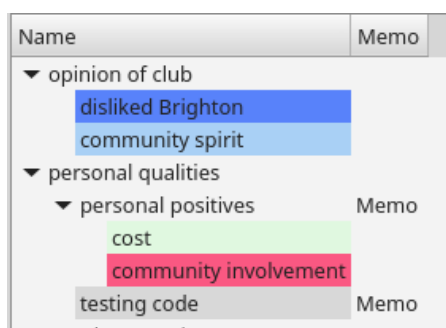 Name Memo
opinion of club
disliked Brighton
community spirit
personal qualities
personal positives Memo
cost
community involvement
testing code Memo